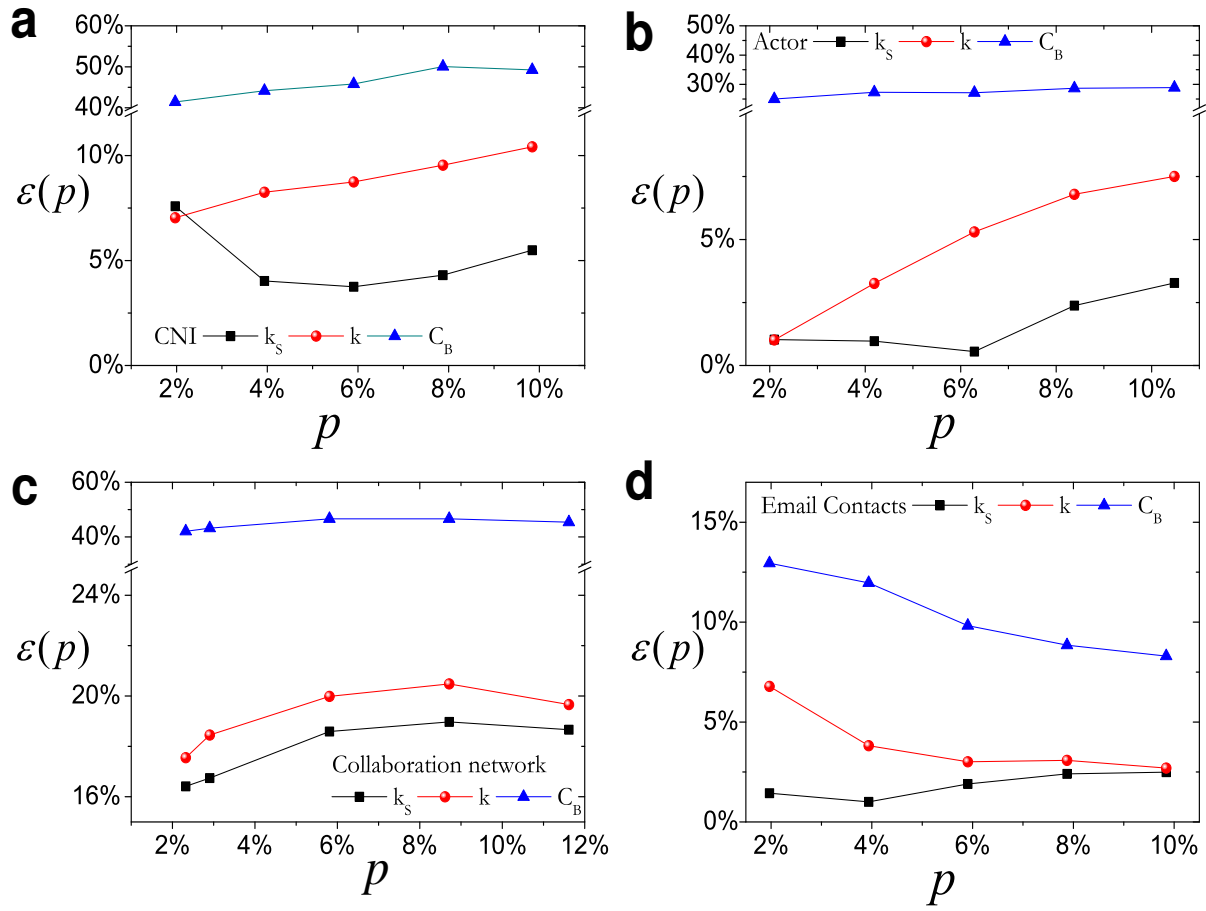 a
60%
50%
40%
10%
5%
0%
ε(p)
CNI k_S k C_B
2% 4% 6% 8% 10%
p
b
50%
40%
30%
5%
0%
ε(p)
Actor k_S k C_B
2% 4% 6% 8% 10%
p
c
60%
40%
24%
20%
16%
ε(p)
Collaboration network
k_S k C_B
2% 4% 6% 8% 10% 12%
p
d
15%
10%
5%
0%
ε(p)
Email Contacts k_S k C_B
2% 4% 6% 8% 10%
p